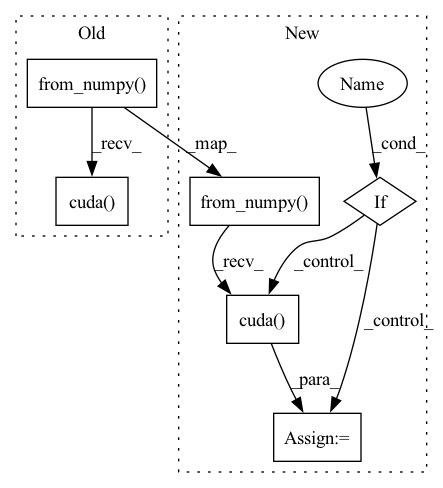 Old
New
from_numpy()
Name
_recv_
_map_
_cond_
cuda()
from_numpy()
If
_recv_
_control_
cuda()
_control_
_para_
Assign:=